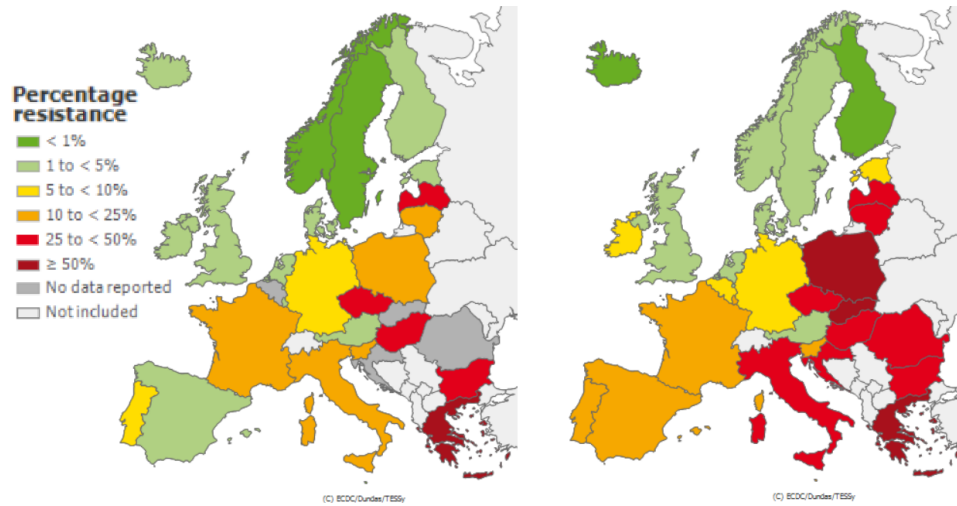 Percentage
resistance
< 1%
1 to < 5%
5 to < 10%
10 to < 25%
25 to < 50%
≥ 50%
No data reported
Not included
(C) ECDC/Dundas/TESSy
(C) ECDC/Dundas/TESSy